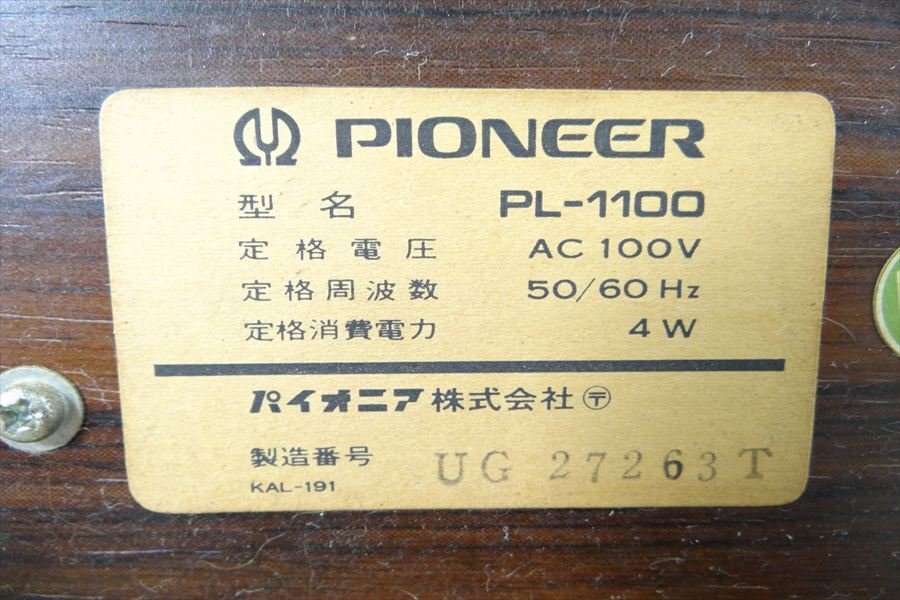 PIONEER
型名 PL-1100
定格電圧 AC 100V
定格周波数 50/60 Hz
定格消費電力 4 W
パイオニア株式会社 〶
製造番号 UG 27263T
KAL-191